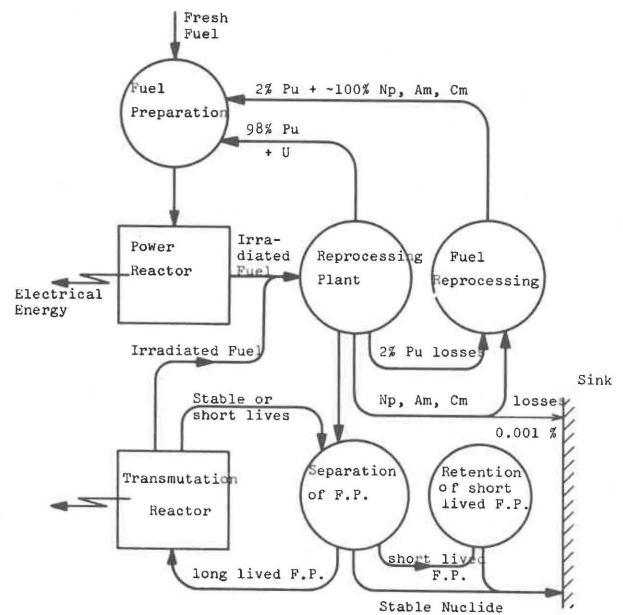 Fresh
Fuel
Fuel
Preparation
2% Pu + ~100% Np, Am, Cm
98% Pu
+ U
Power
Reactor
Irra-
diated
Fuel
Reprocessing
Plant
Fuel
Reprocessing
Electrical
Energy
Irradiated Fuel
2% Pu losses
Sink
Stable or
short lives
Np, Am, Cm
losses
0.001 %
Transmutation
Reactor
Separation
of F.P.
Retention
of short
lived F.P.
long lived F.P.
short lived
F.P.
Stable Nuclide